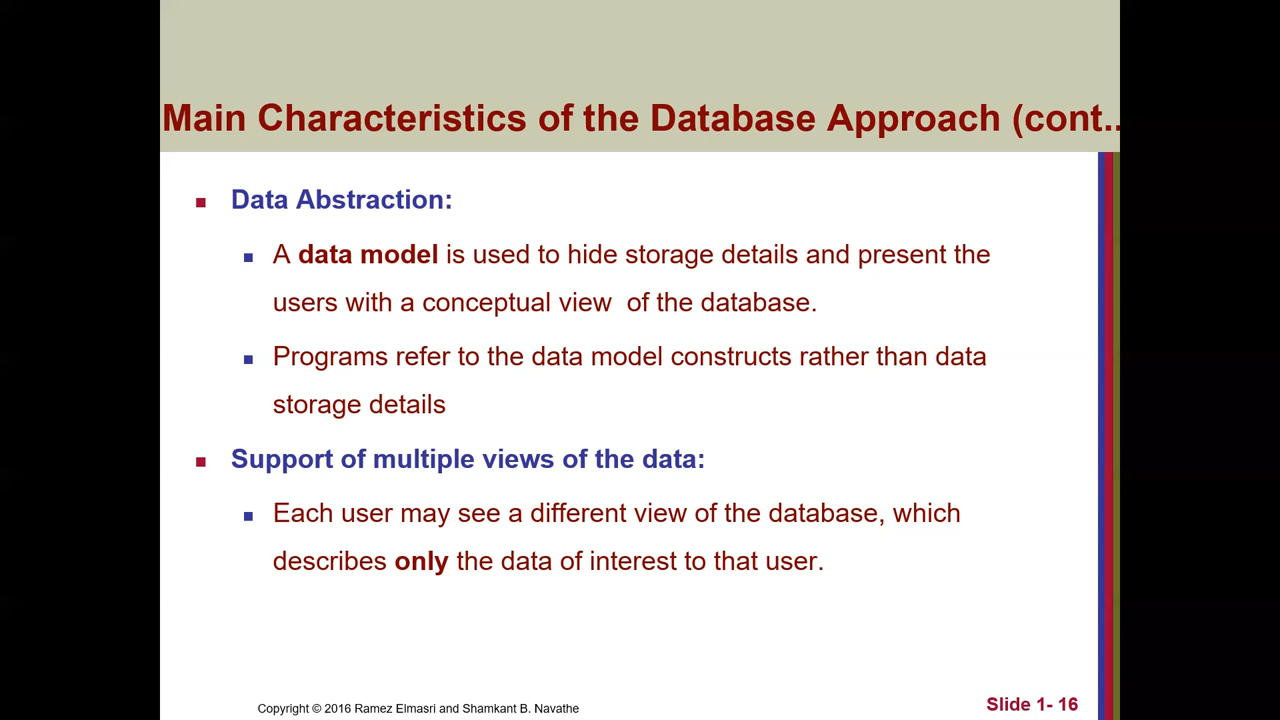 Main Characteristics of the Database Approach (cont..
Data Abstraction:
A data model is used to hide storage details and present the
users with a conceptual view of the database.
Programs refer to the data model constructs rather than data
storage details
Support of multiple views of the data:
Each user may see a different view of the database, which
describes only the data of interest to that user.
Copyright © 2016 Ramez Elmasri and Shamkant B. Navathe
Slide 1- 16